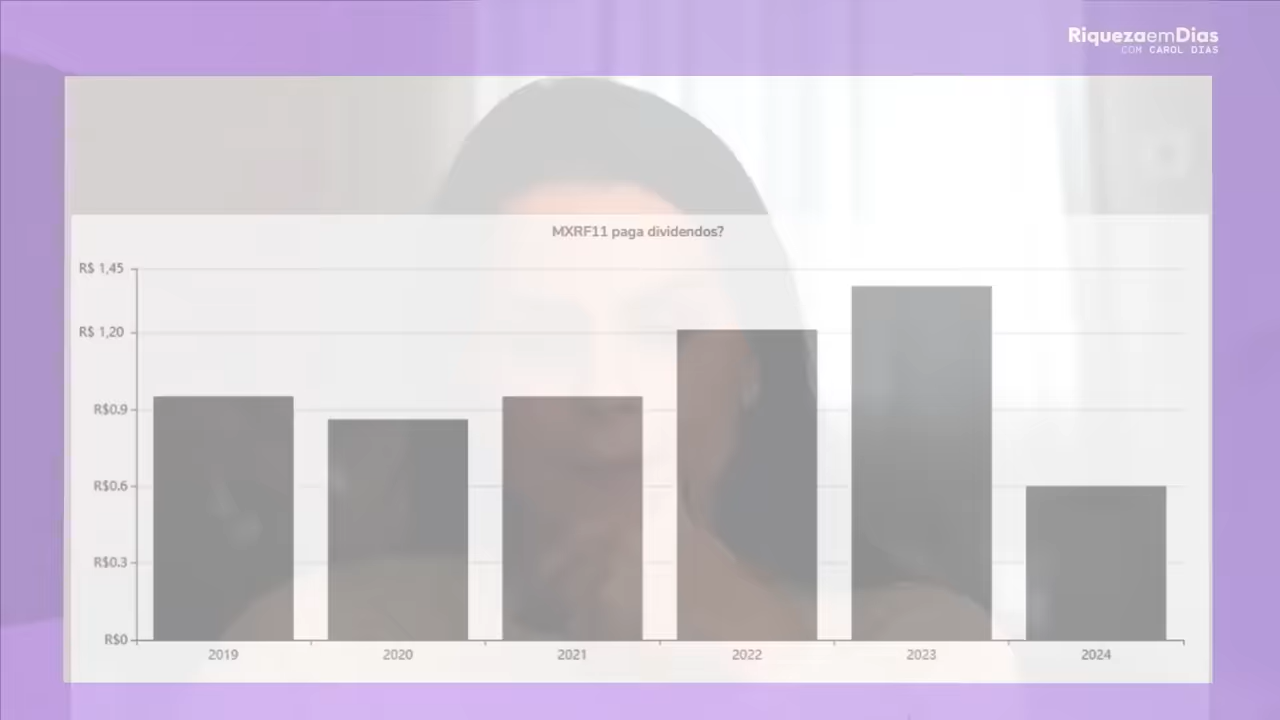 RiquezaemDias
COM CAROL DIAS
MXRF11 paga dividendos?
R$ 1,45
R$ 1,20
R$0.9
R$0.6
R$0.3
R$0
2019 2020 2021 2022 2023 2024